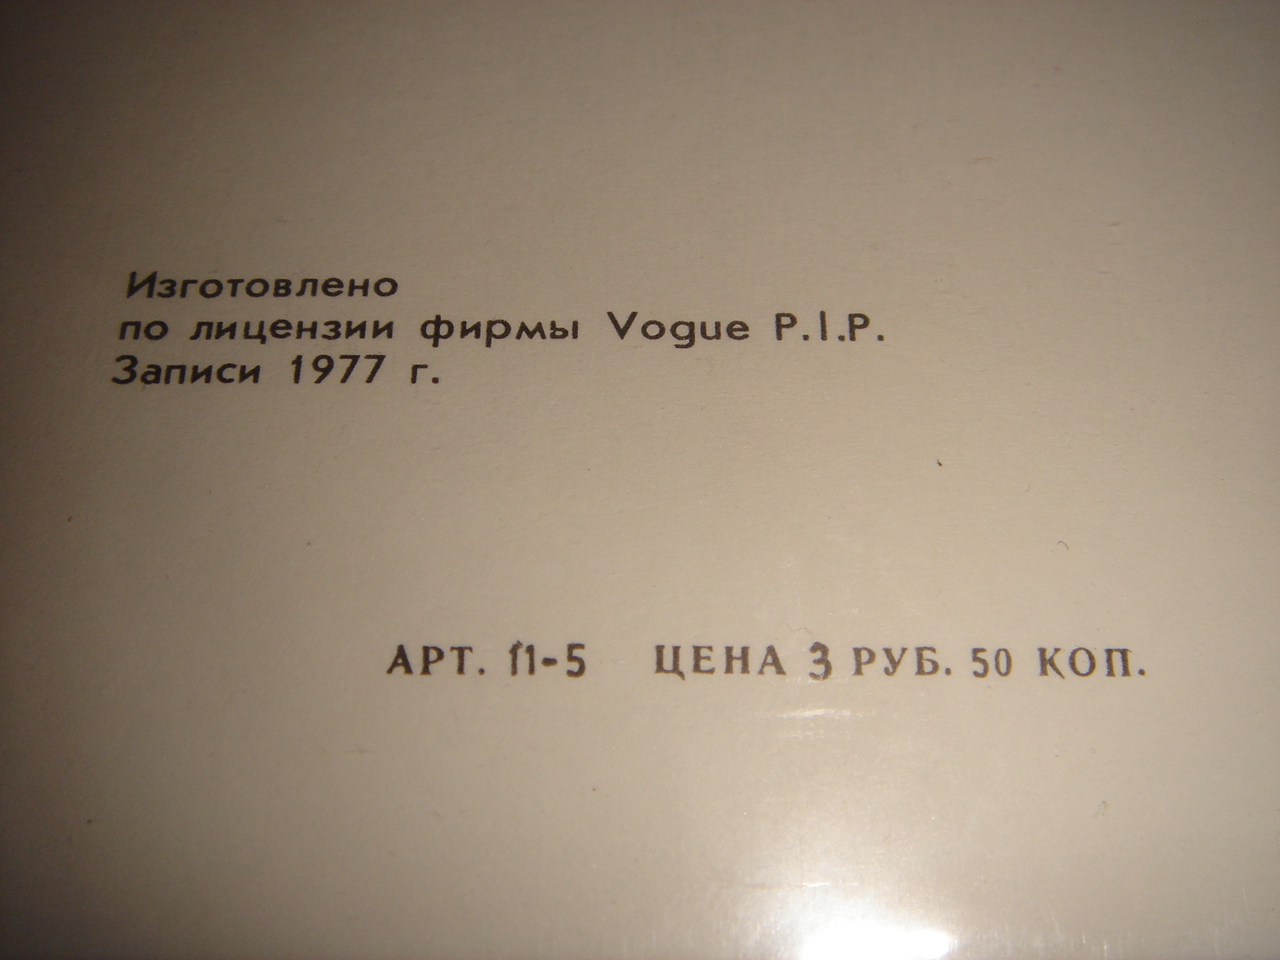 Изготовлено
по лицензии фирмы Vogue P.I.P.
Записи 1977 г.
АРТ. 11-5 ЦЕНА 3 РУБ. 50 КОП.